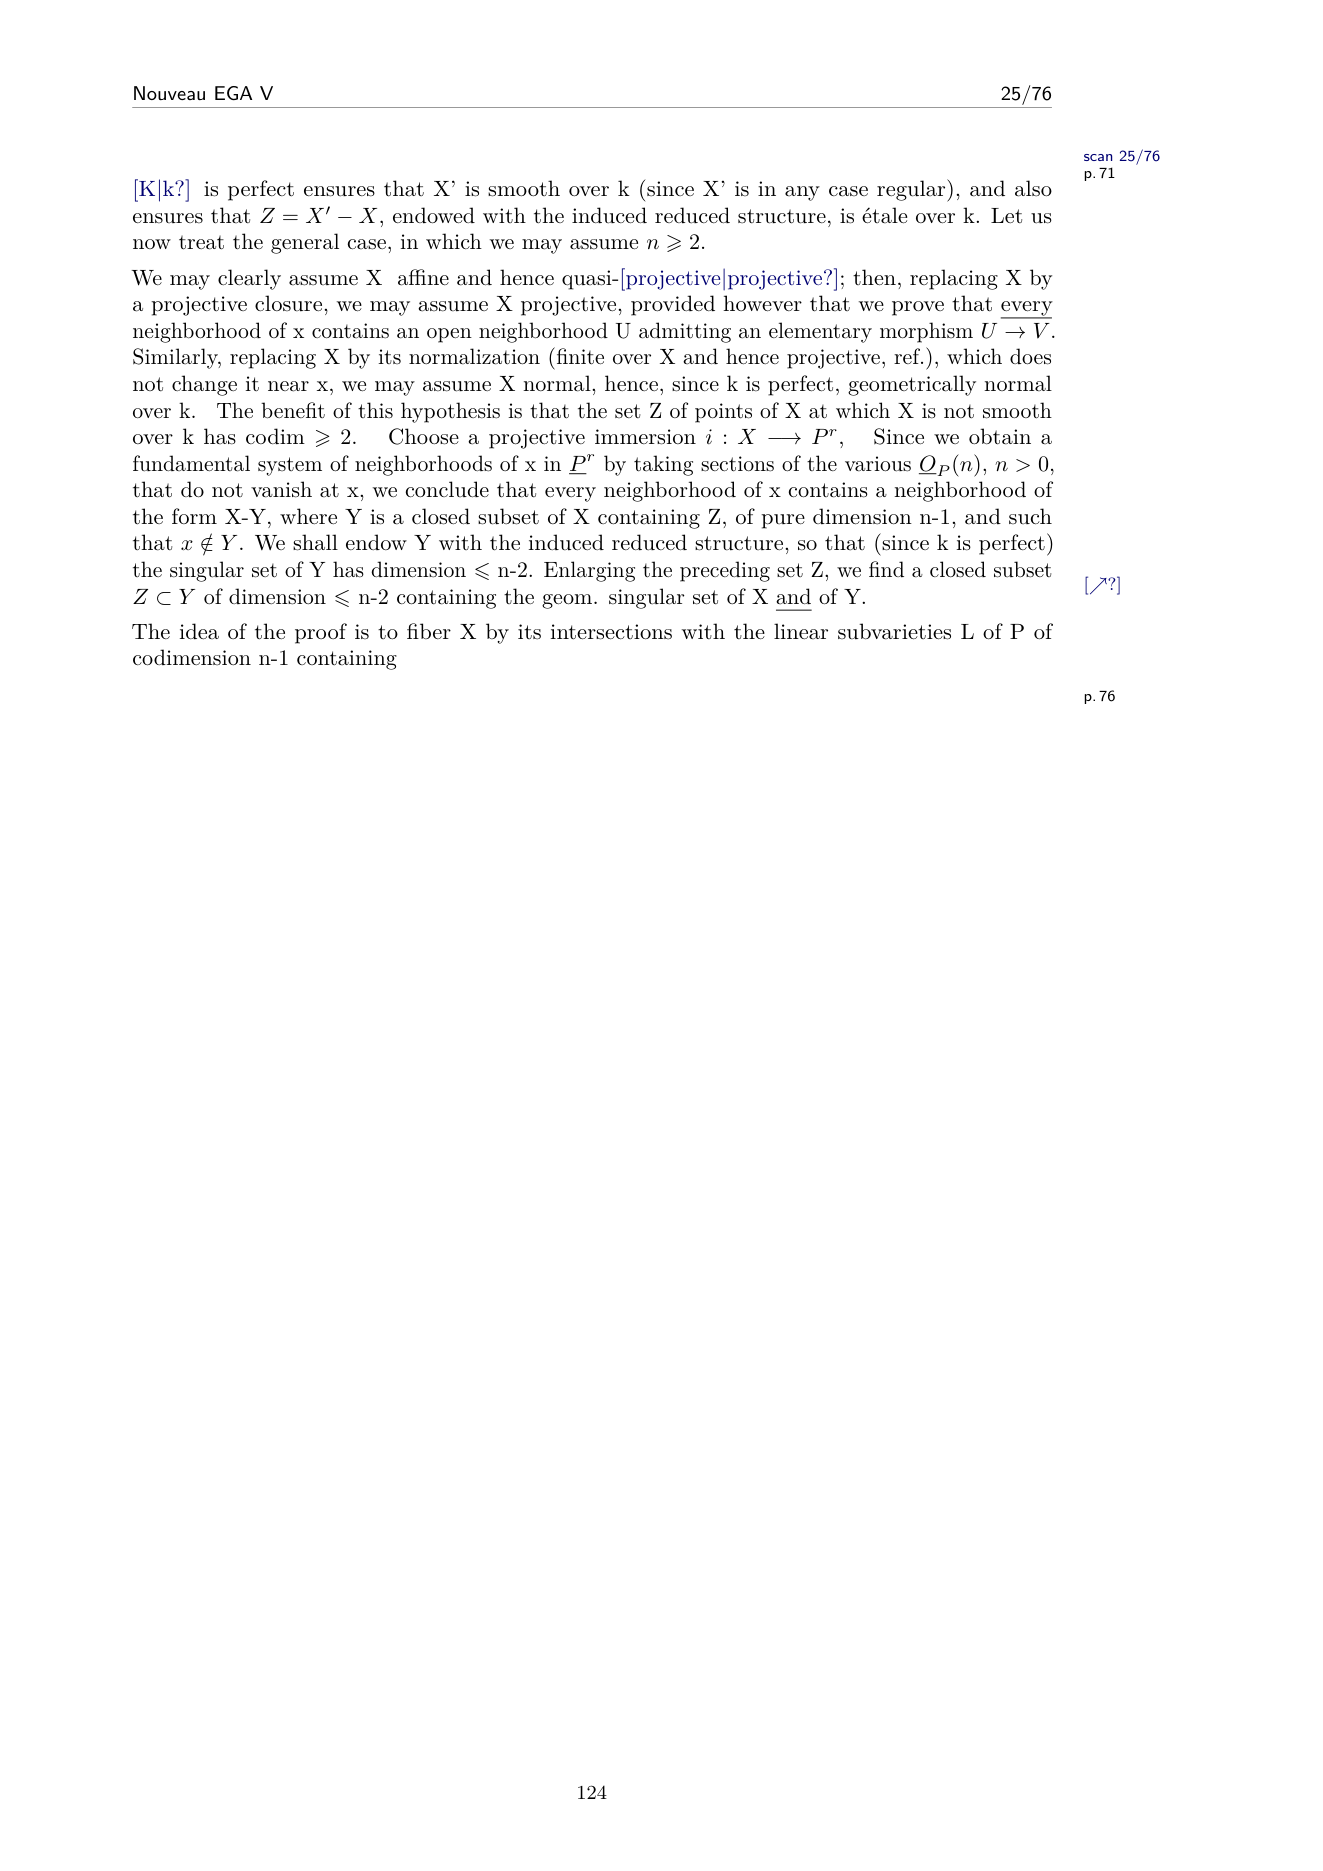 Nouveau EGA V 25/76
scan 25/76
p. 71
[K|k?] is perfect ensures that X' is smooth over k (since X' is in any case regular), and also
ensures that Z = X′ − X, endowed with the induced reduced structure, is étale over k. Let us
now treat the general case, in which we may assume n ⩾ 2.
We may clearly assume X affine and hence quasi-[projective|projective?]; then, replacing X by
a projective closure, we may assume X projective, provided however that we prove that every
neighborhood of x contains an open neighborhood U admitting an elementary morphism U → V.
Similarly, replacing X by its normalization (finite over X and hence projective, ref.), which does
not change it near x, we may assume X normal, hence, since k is perfect, geometrically normal
over k. The benefit of this hypothesis is that the set Z of points of X at which X is not smooth
over k has codim ⩾ 2. Choose a projective immersion i : X ⟶ Pʳ, Since we obtain a
fundamental system of neighborhoods of x in Pʳ by taking sections of the various O_P(n), n > 0,
that do not vanish at x, we conclude that every neighborhood of x contains a neighborhood of
the form X-Y, where Y is a closed subset of X containing Z, of pure dimension n-1, and such
that x ∉ Y. We shall endow Y with the induced reduced structure, so that (since k is perfect)
the singular set of Y has dimension ⩽ n-2. Enlarging the preceding set Z, we find a closed subset
[↗?]
Z ⊂ Y of dimension ⩽ n-2 containing the geom. singular set of X and of Y.
The idea of the proof is to fiber X by its intersections with the linear subvarieties L of P of
codimension n-1 containing
p. 76
124